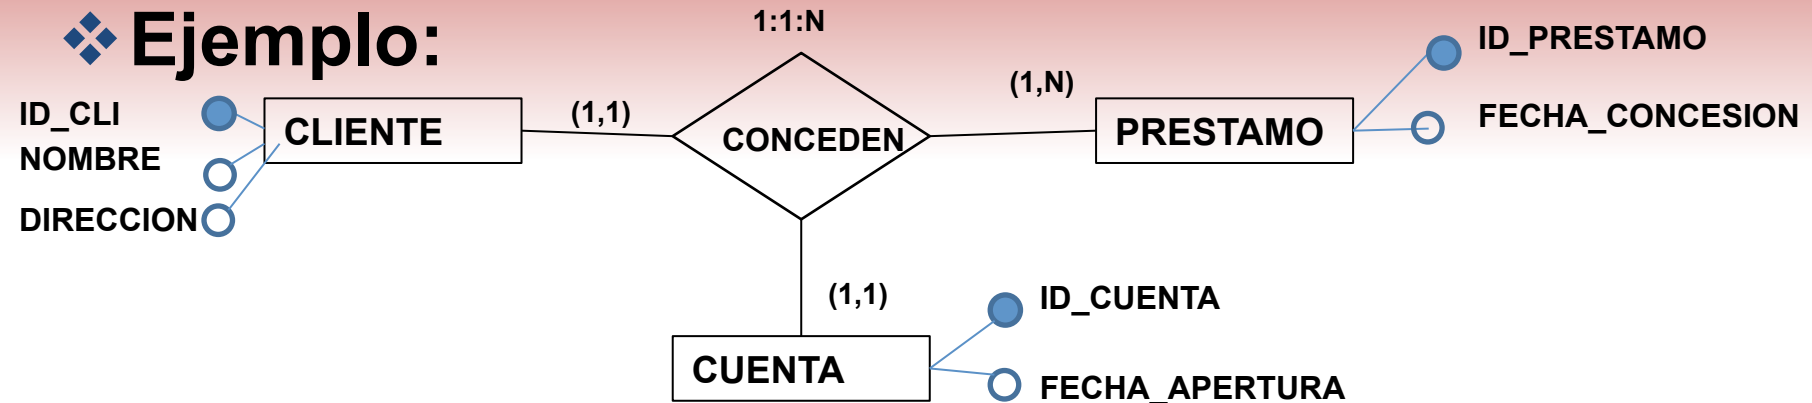 Ejemplo:
1:1:N
ID_CLI
NOMBRE
DIRECCION
CLIENTE
(1,1)
CONCEDEN
(1,N)
PRESTAMO
ID_PRESTAMO
FECHA_CONCESION
(1,1)
CUENTA
ID_CUENTA
FECHA_APERTURA